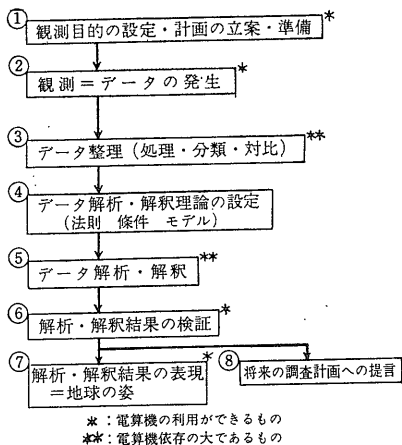 ① 観測目的の設定・計画の立案・準備 *
② 観測＝データの発生 *
③ データ整理(処理・分類・対比) **
④ データ解析・解釈理論の設定
(法則 條件 モデル)
⑤ データ解析・解釈 **
⑥ 解析・解釈結果の検証 *
⑦ 解析・解釈結果の表現 *
＝地球の姿
⑧ 将来の調査計画への提言
*：電算機の利用ができるもの
**：電算機依存の大であるもの